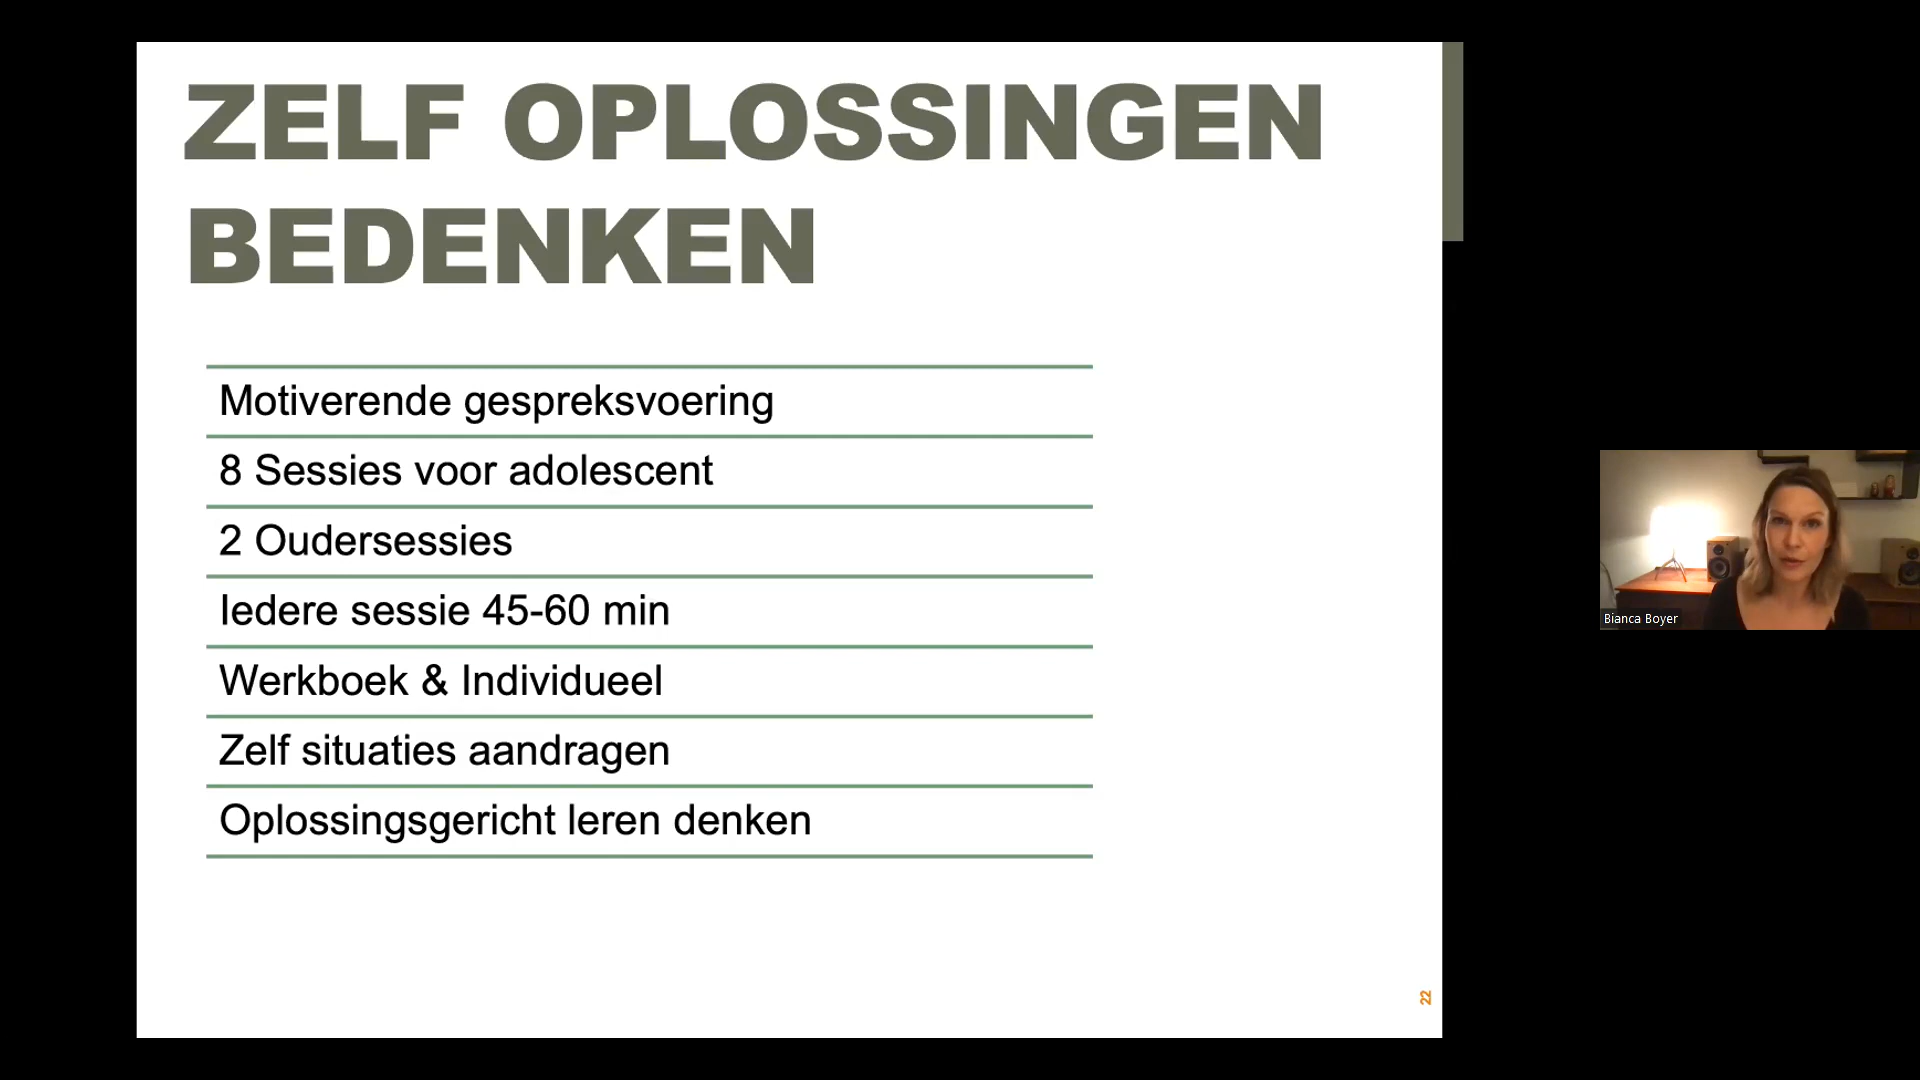 ZELF OPLOSSINGEN
BEDENKEN
Motiverende gespreksvoering
8 Sessies voor adolescent
2 Oudersessies
Iedere sessie 45-60 min
Werkboek & Individueel
Zelf situaties aandragen
Oplossingsgericht leren denken
22
Bianca Boyer